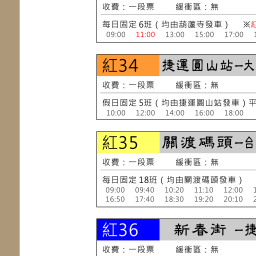 收費：一段票 緩衝區：無
每日固定6班（均由葫蘆寺發車） ※
09:00 11:00 13:00 15:00 17:00
紅34 捷運圓山站─大
收費：一段票 緩衝區：無
假日固定5班（均由捷運圓山站發車）平
10:00 12:00 14:00 16:00 18:00
紅35 關渡碼頭─台
收費：一段票 緩衝區：無
每日固定18班（均由關渡碼頭發車）
09:00 09:40 10:20 11:10 12:00
16:50 17:40 18:30 19:20 20:10
紅36 新春街─捷
收費：一段票 緩衝區：無